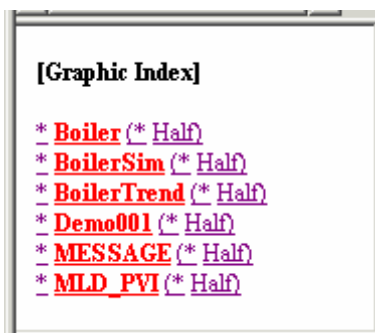 [Graphic Index]
* Boiler (* Half)
* BoilerSim (* Half)
* BoilerTrend (* Half)
* Demo001 (* Half)
* MESSAGE (* Half)
* MLD_PVI (* Half)